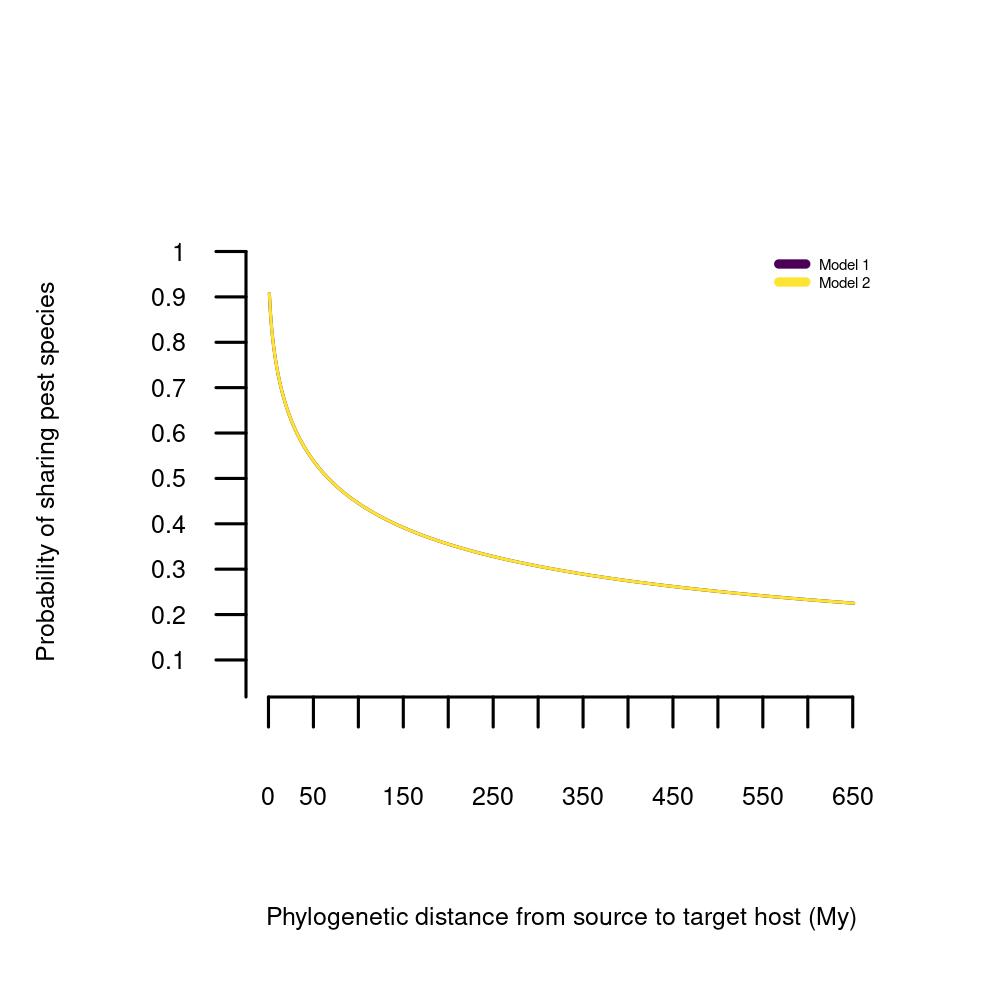 Model 1
Model 2
Probability of sharing pest species
1
0.9
0.8
0.7
0.6
0.5
0.4
0.3
0.2
0.1
0 50 150 250 350 450 550 650
Phylogenetic distance from source to target host (My)